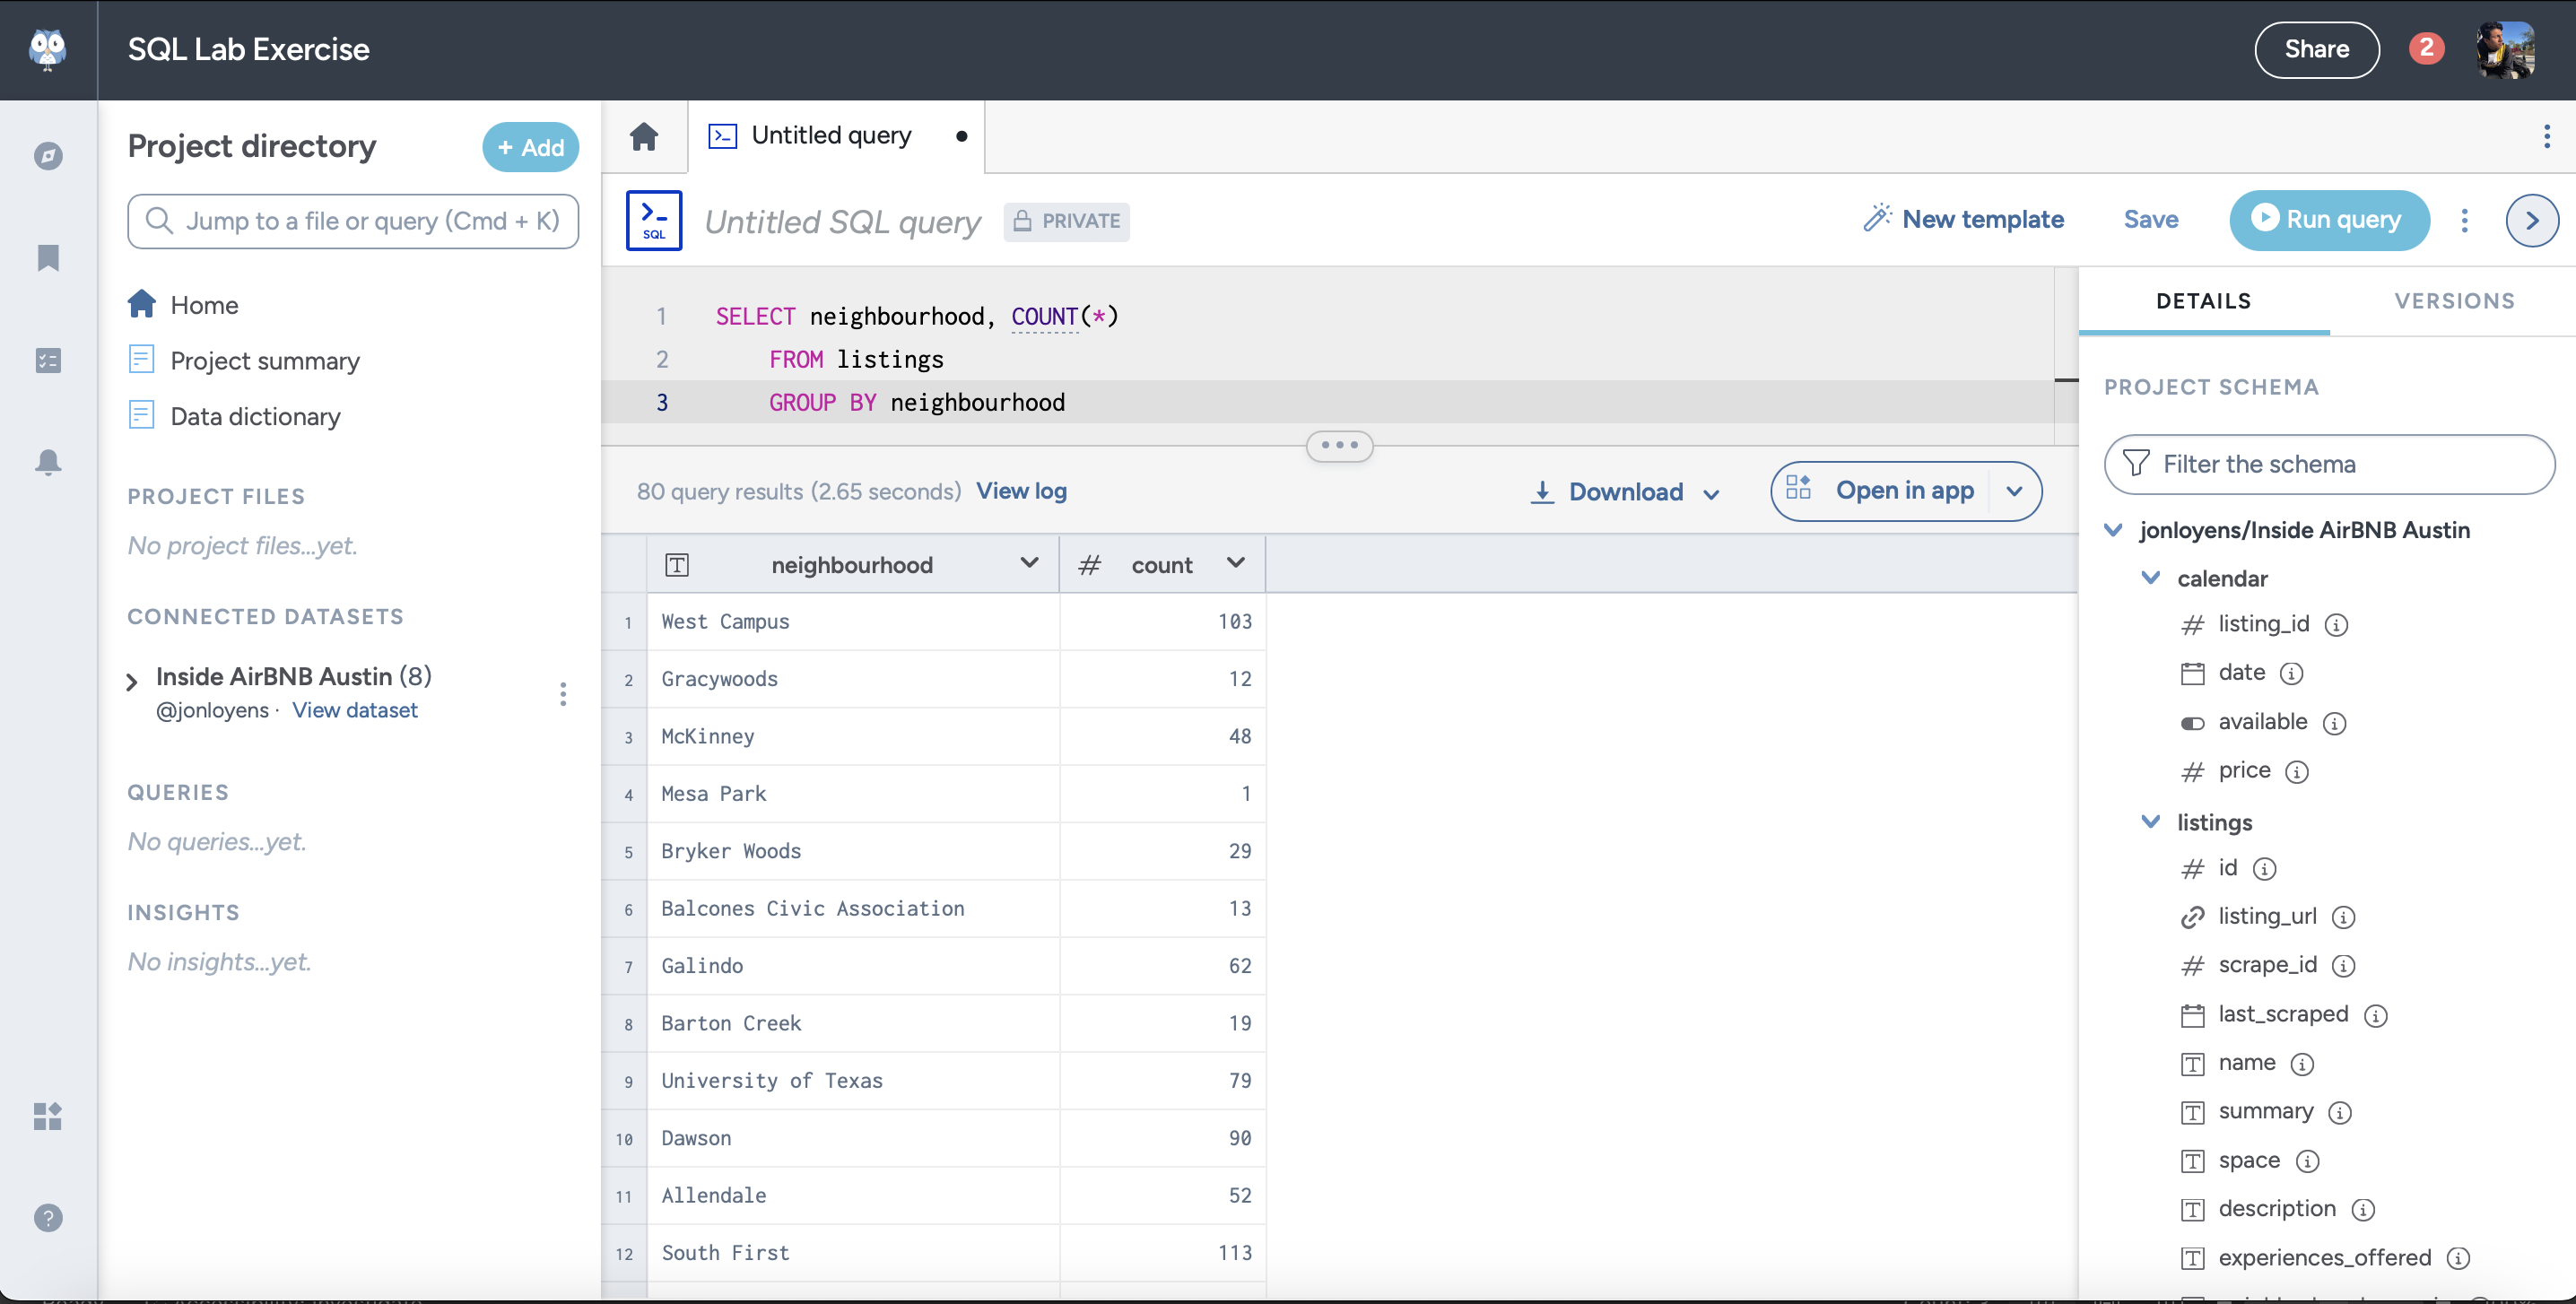 SQL Lab Exercise
Share
2
Project directory
+ Add
Jump to a file or query (Cmd + K)
Home
Project summary
Data dictionary
PROJECT FILES
No project files...yet.
CONNECTED DATASETS
Inside AirBNB Austin (8)
@jonloyens · View dataset
QUERIES
No queries...yet.
INSIGHTS
No insights...yet.
?
Untitled query
>_ SQL
Untitled SQL query
PRIVATE
New template
Save
Run query
1 SELECT neighbourhood, COUNT(*)
2 FROM listings
3 GROUP BY neighbourhood
80 query results (2.65 seconds) View log
Download
Open in app
T neighbourhood # count
1 West Campus 103
2 Gracywoods 12
3 McKinney 48
4 Mesa Park 1
5 Bryker Woods 29
6 Balcones Civic Association 13
7 Galindo 62
8 Barton Creek 19
9 University of Texas 79
10 Dawson 90
11 Allendale 52
12 South First 113
DETAILS
VERSIONS
PROJECT SCHEMA
Filter the schema
jonloyens/Inside AirBNB Austin
calendar
# listing_id
date
available
# price
listings
# id
listing_url
# scrape_id
last_scraped
T name
T summary
T space
T description
T experiences_offered